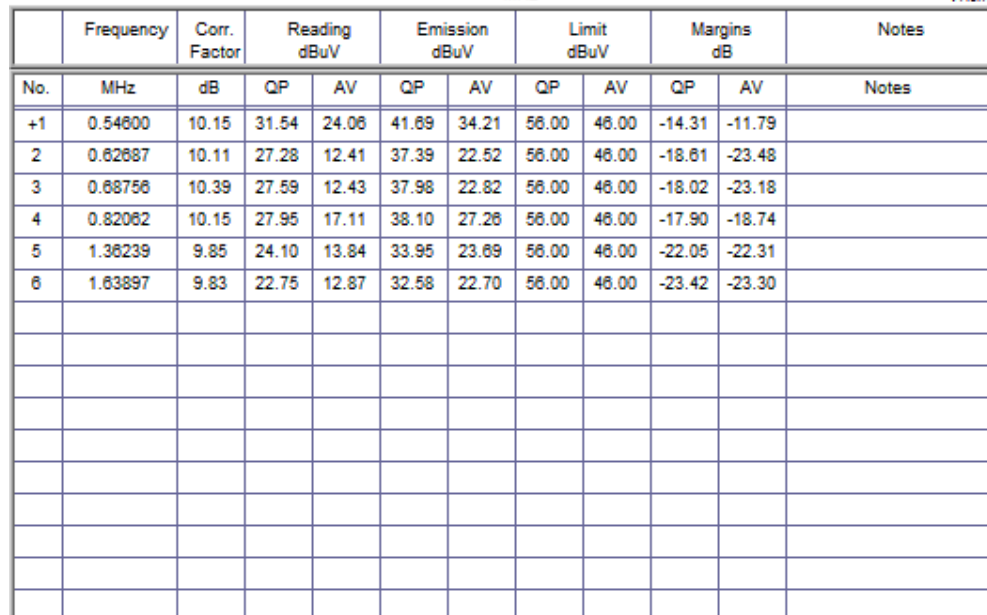 Frequency Corr. Factor Reading dBuV Emission dBuV Limit dBuV Margins dB Notes
No. MHz dB QP AV QP AV QP AV QP AV Notes
+1 0.54600 10.15 31.54 24.06 41.69 34.21 56.00 46.00 -14.31 -11.79
2 0.62687 10.11 27.28 12.41 37.39 22.52 56.00 46.00 -18.61 -23.48
3 0.68756 10.39 27.59 12.43 37.98 22.82 56.00 46.00 -18.02 -23.18
4 0.82062 10.15 27.95 17.11 38.10 27.26 56.00 46.00 -17.90 -18.74
5 1.36239 9.85 24.10 13.84 33.95 23.69 56.00 46.00 -22.05 -22.31
6 1.63897 9.83 22.75 12.87 32.58 22.70 56.00 46.00 -23.42 -23.30